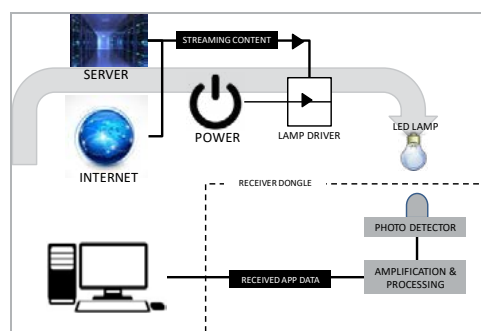 STREAMING CONTENT
SERVER
POWER
LAMP DRIVER
LED LAMP
INTERNET
RECEIVER DONGLE
PHOTO DETECTOR
AMPLIFICATION &
PROCESSING
RECEIVED APP DATA